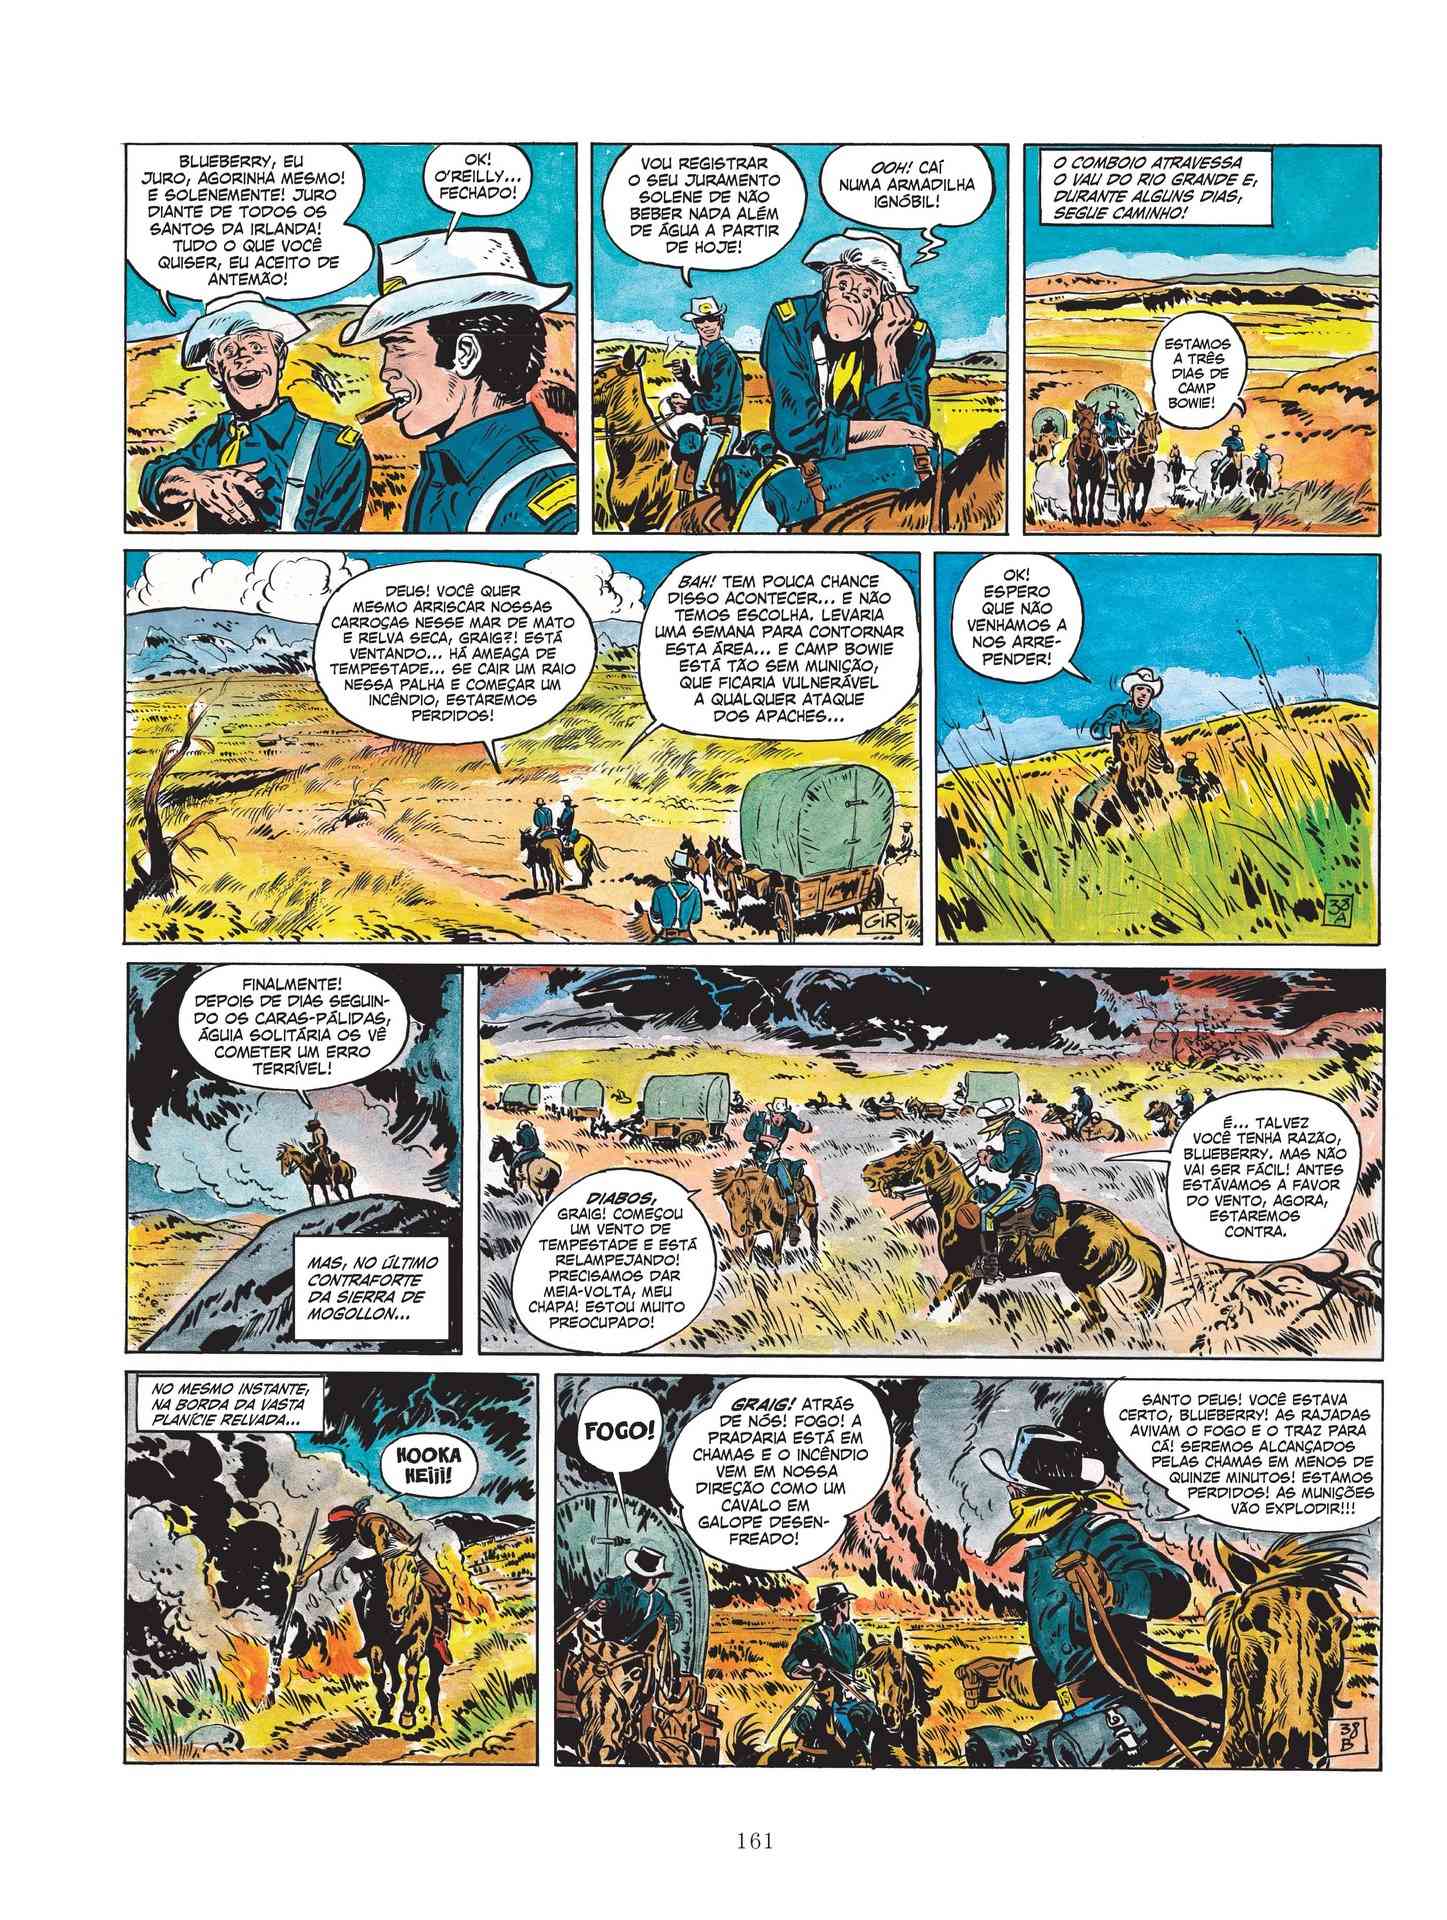 BLUEBERRY, EU
JURO, AGORINHA MESMO!
E SOLENEMENTE! JURO
DIANTE DE TODOS OS
SANTOS DA IRLANDA!
TUDO O QUE VOCÊ
QUISER, EU ACEITO DE
ANTEMÃO!
OK!
O'REILLY...
FECHADO!
VOU REGISTRAR
O SEU JURAMENTO
SOLENE DE NÃO
BEBER NADA ALÉM
DE ÁGUA A PARTIR
DE HOJE!
OOH! CAÍ
NUMA ARMADILHA
IGNÓBIL!
O COMBOIO ATRAVESSA
O VAU DO RIO GRANDE E,
DURANTE ALGUNS DIAS,
SEGUE CAMINHO!
ESTAMOS
A TRÊS
DIAS DE
CAMP
BOWIE!
DEUS! VOCÊ QUER
MESMO ARRISCAR NOSSAS
CARROÇAS NESSE MAR DE MATO
E RELVA SECA, GRAIG?! ESTÁ
VENTANDO... HÁ AMEAÇA DE
TEMPESTADE... SE CAIR UM RAIO
NESSA PALHA E COMEÇAR UM
INCÊNDIO, ESTAREMOS
PERDIDOS!
BAH! TEM POUCA CHANCE
DISSO ACONTECER... E NÃO
TEMOS ESCOLHA. LEVARIA
UMA SEMANA PARA CONTORNAR
ESTA ÁREA... E CAMP BOWIE
ESTÁ TÃO SEM MUNIÇÃO,
QUE FICARIA VULNERÁVEL
A QUALQUER ATAQUE
DOS APACHES...
GIR
OK!
ESPERO
QUE NÃO
VENHAMOS A
NOS ARRE-
PENDER!
38
A
FINALMENTE!
DEPOIS DE DIAS SEGUIN-
DO OS CARAS-PÁLIDAS,
ÁGUIA SOLITÁRIA OS VÊ
COMETER UM ERRO
TERRÍVEL!
MAS, NO ÚLTIMO
CONTRAFORTE
DA SIERRA DE
MOGOLLON...
DIABOS,
GRAIG! COMEÇOU
UM VENTO DE
TEMPESTADE E ESTÁ
RELAMPEJANDO!
PRECISAMOS DAR
MEIA-VOLTA, MEU
CHAPA! ESTOU MUITO
PREOCUPADO!
É... TALVEZ
VOCÊ TENHA RAZÃO,
BLUEBERRY. MAS NÃO
VAI SER FÁCIL! ANTES
ESTÁVAMOS A FAVOR
DO VENTO, AGORA,
ESTAREMOS
CONTRA.
NO MESMO INSTANTE,
NA BORDA DA VASTA
PLANÍCIE RELVADA...
HOOKA
HEÏÏÏ!
FOGO!
GRAIG! ATRÁS
DE NÓS! FOGO! A
PRADARIA ESTÁ EM
CHAMAS E O INCÊNDIO
VEM EM NOSSA
DIREÇÃO COMO UM
CAVALO EM
GALOPE DESEN-
FREADO!
SANTO DEUS! VOCÊ ESTAVA
CERTO, BLUEBERRY! AS RAJADAS
AVIVAM O FOGO E O TRAZ PARA
CÁ! SEREMOS ALCANÇADOS
PELAS CHAMAS EM MENOS DE
QUINZE MINUTOS! ESTAMOS
PERDIDOS! AS MUNIÇÕES
VÃO EXPLODIR!!!
38
B
161